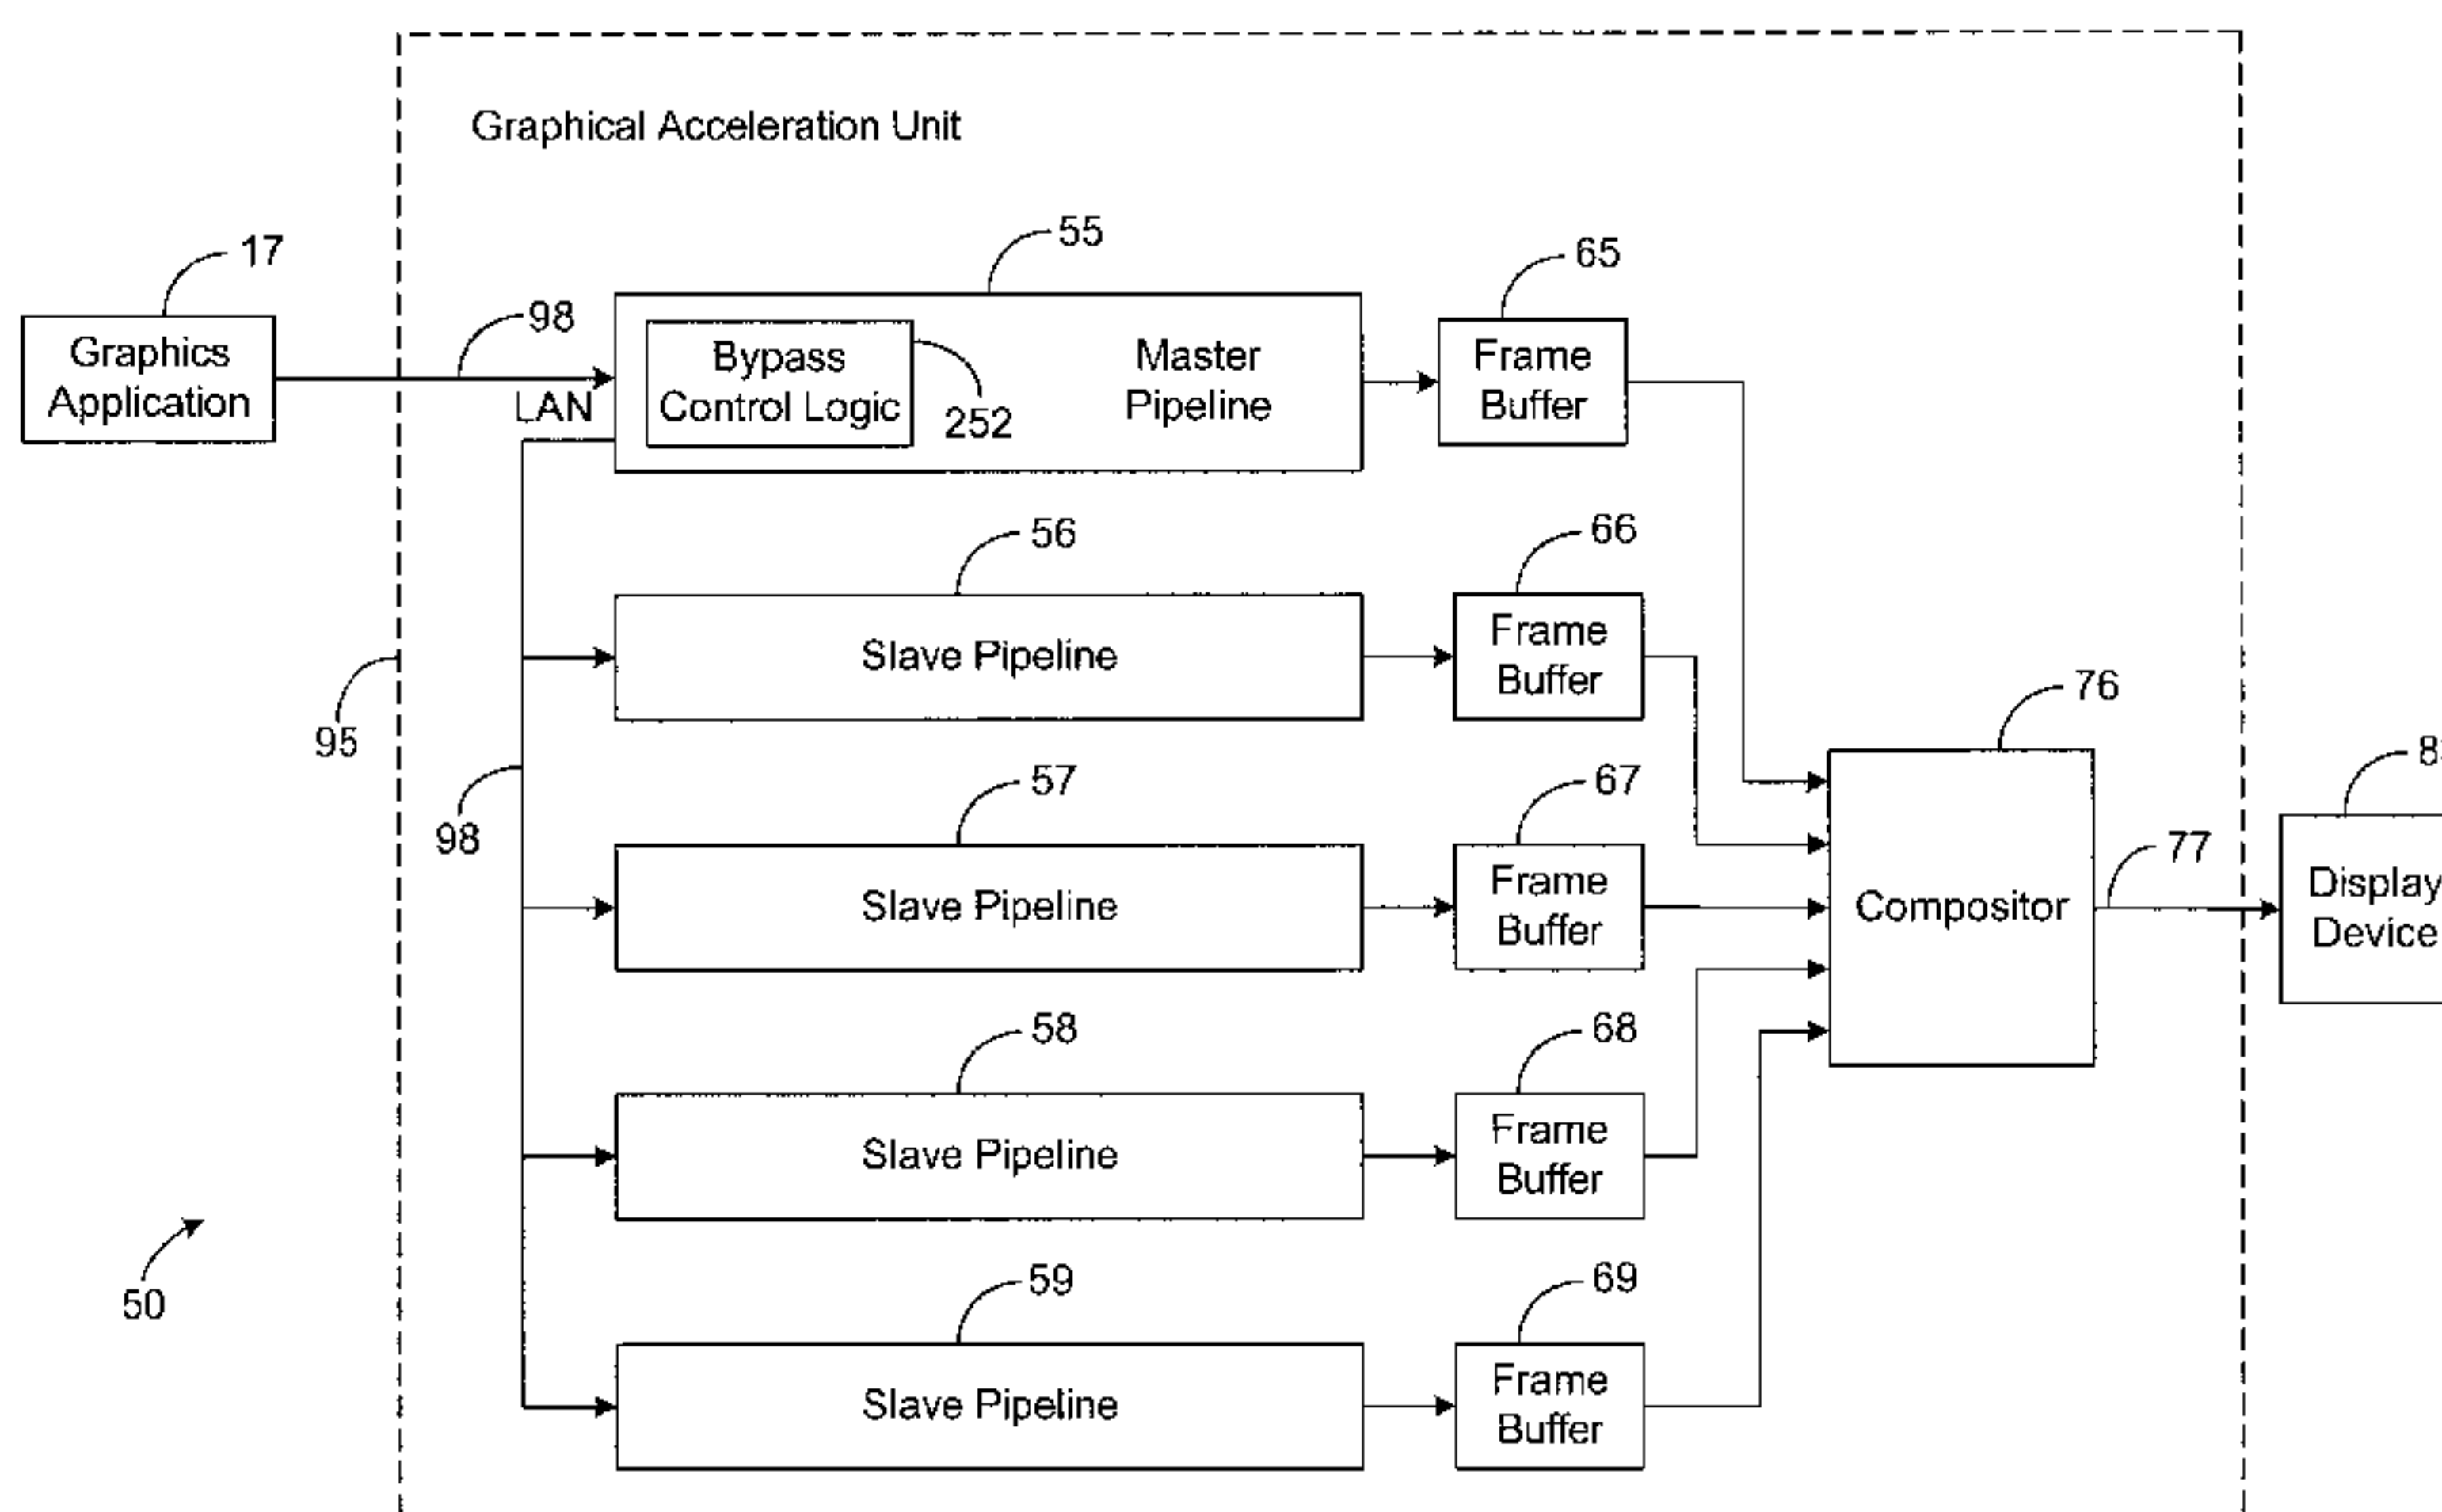 Graphical Acceleration Unit
17
Graphics
Application
98
LAN
55
Bypass
Control Logic
252
Master
Pipeline
65
Frame
Buffer
56
Slave Pipeline
66
Frame
Buffer
95
98
57
Slave Pipeline
67
Frame
Buffer
76
Compositor
77
Display
Device
58
Slave Pipeline
68
Frame
Buffer
50
59
Slave Pipeline
69
Frame
Buffer